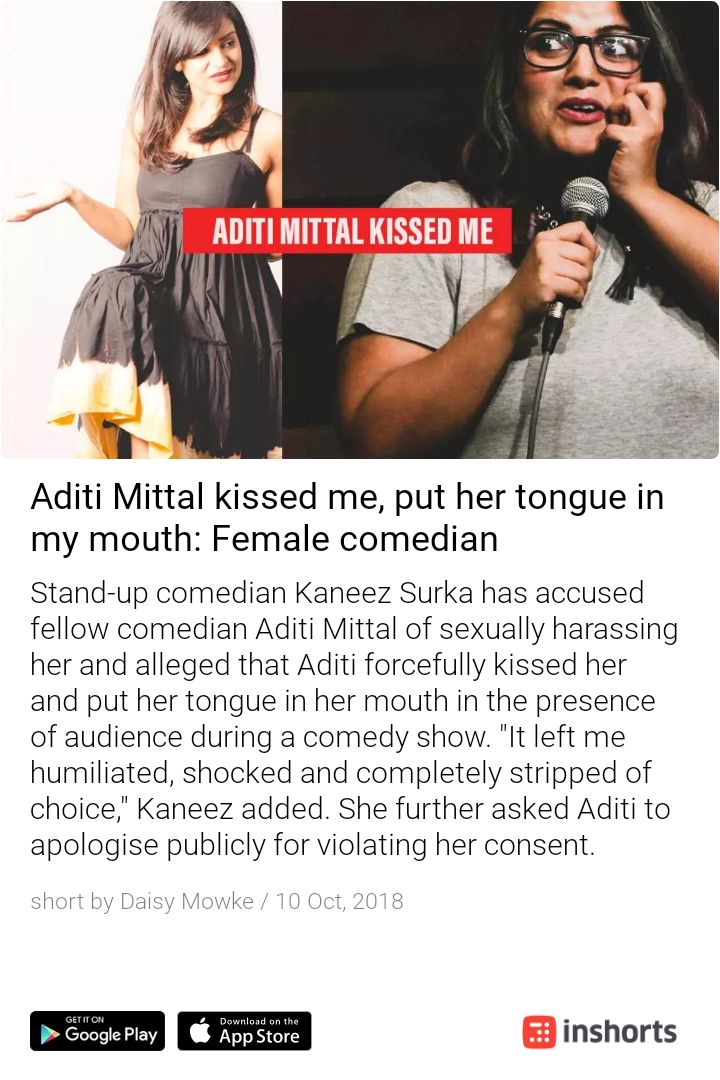 ADITI MITTAL KISSED ME
Aditi Mittal kissed me, put her tongue in
my mouth: Female comedian
Stand-up comedian Kaneez Surka has accused
fellow comedian Aditi Mittal of sexually harassing
her and alleged that Aditi forcefully kissed her
and put her tongue in her mouth in the presence
of audience during a comedy show. "It left me
humiliated, shocked and completely stripped of
choice," Kaneez added. She further asked Aditi to
apologise publicly for violating her consent.
short by Daisy Mowke / 10 Oct, 2018
GET IT ON
Google Play
Download on the
App Store
inshorts